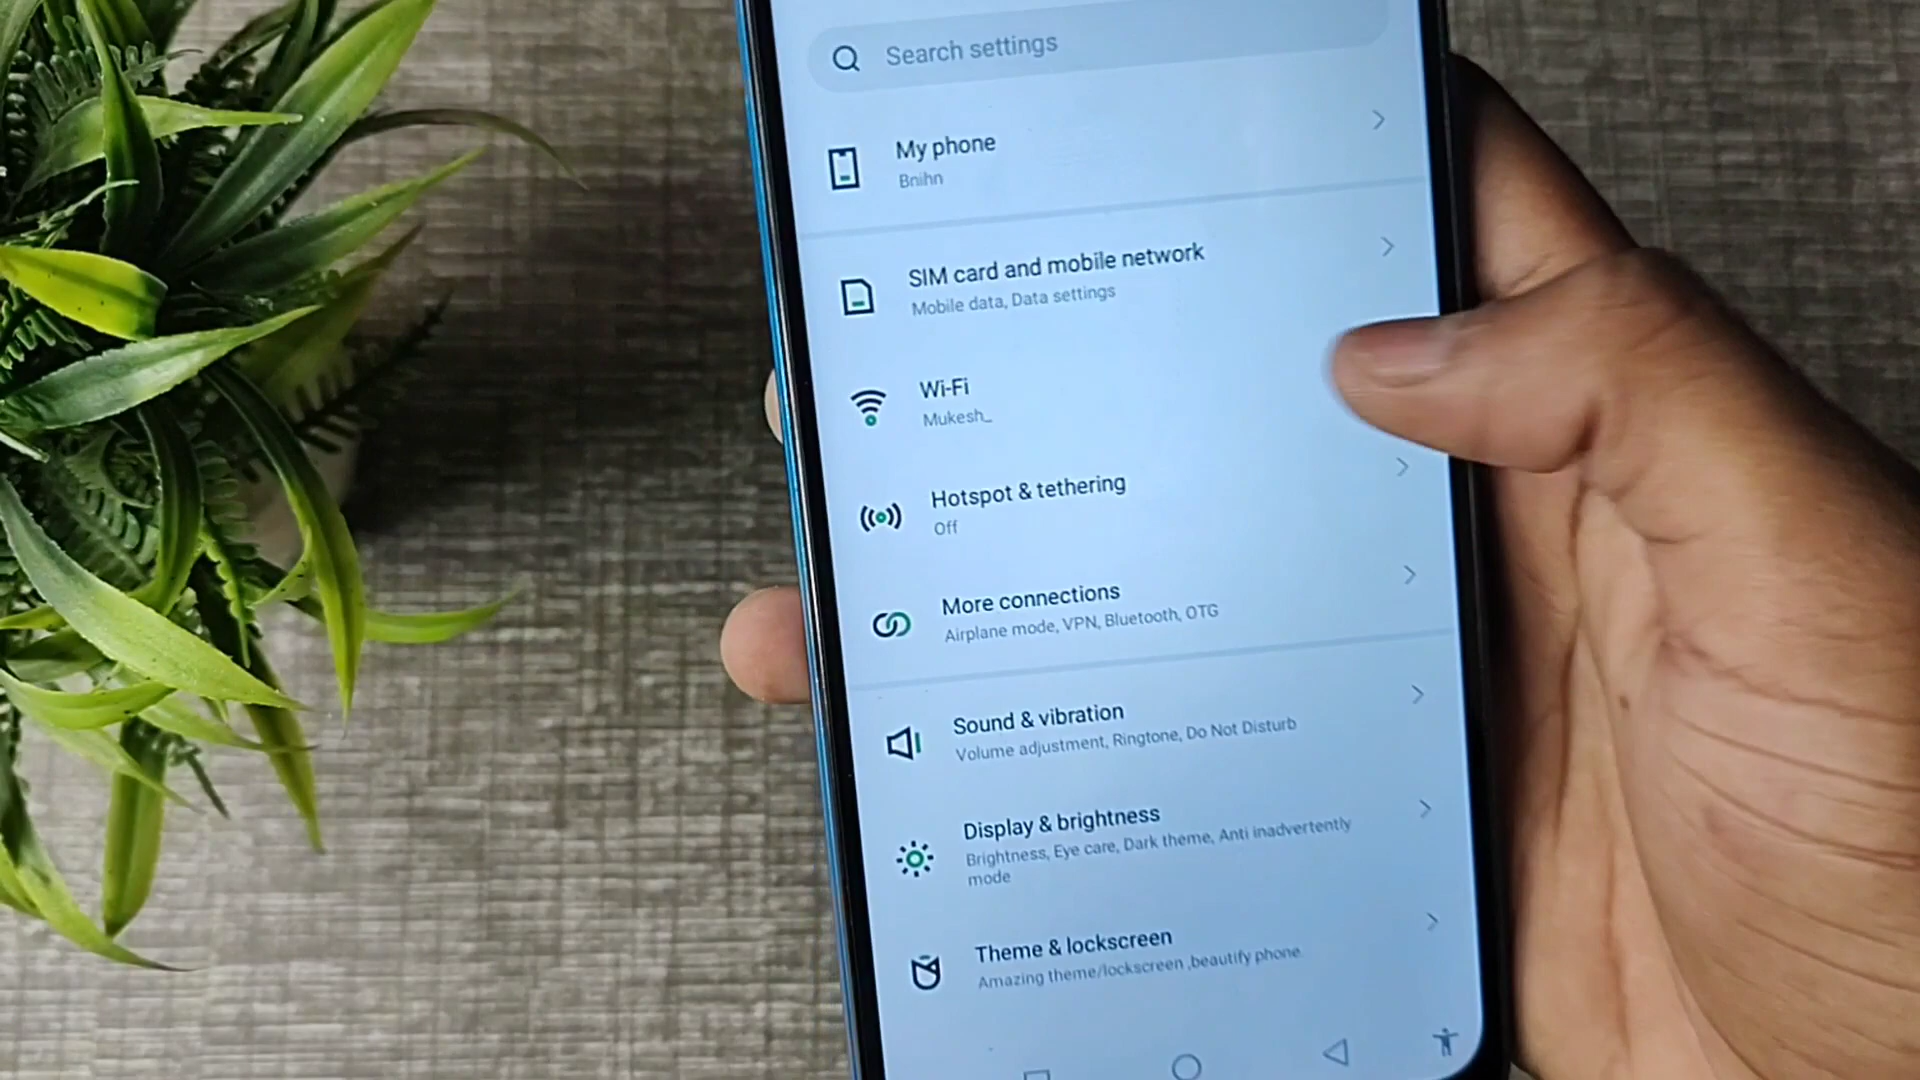 Search settings
My phone
Bnihn
SIM card and mobile network
Mobile data, Data settings
Wi-Fi
Mukesh_
Hotspot & tethering
Off
More connections
Airplane mode, VPN, Bluetooth, OTG
Sound & vibration
Volume adjustment, Ringtone, Do Not Disturb
Display & brightness
Brightness, Eye care, Dark theme, Anti inadvertently
mode
Theme & lockscreen
Amazing theme/lockscreen ,beautify phone